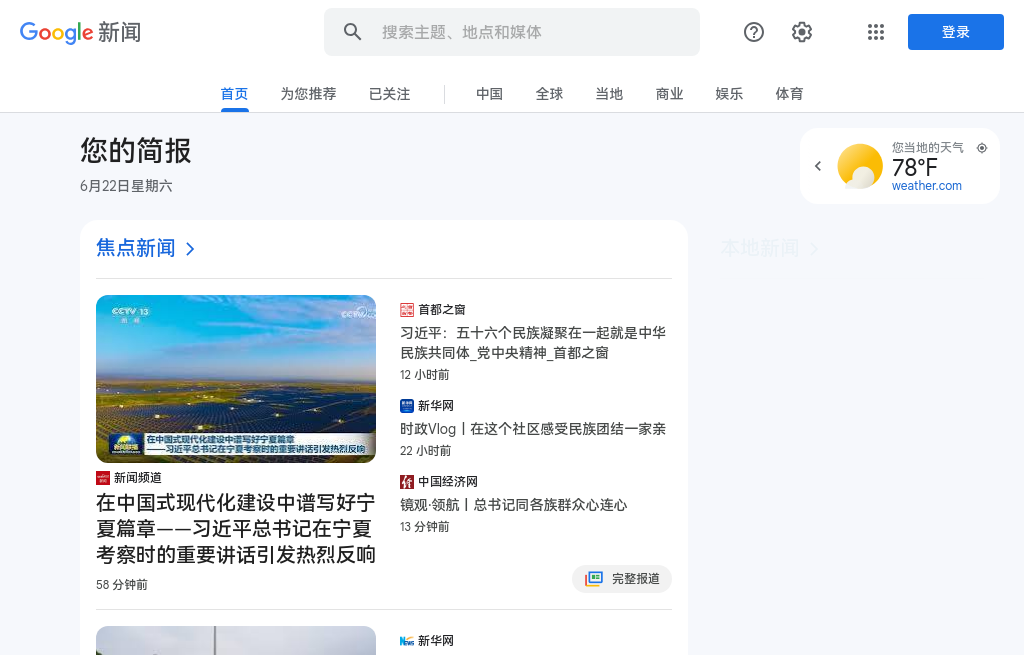 Google 新闻
搜索主题、地点和媒体
登录
首页
为您推荐
已关注
中国
全球
当地
商业
娱乐
体育
您的简报
6月22日星期六
您当地的天气
78°F
weather.com
焦点新闻
本地新闻
CCTV 13
新闻
CCTV
新闻联播
在中国式现代化建设中谱写好宁夏篇章
——习近平总书记在宁夏考察时的重要讲话引发热烈反响
新闻频道
在中国式现代化建设中谱写好宁
夏篇章——习近平总书记在宁夏
考察时的重要讲话引发热烈反响
58 分钟前
首都之窗
习近平：五十六个民族凝聚在一起就是中华
民族共同体_党中央精神_首都之窗
12 小时前
新华网
时政Vlog丨在这个社区感受民族团结一家亲
22 小时前
中国经济网
镜观·领航丨总书记同各族群众心连心
13 分钟前
完整报道
NEWS
新华网